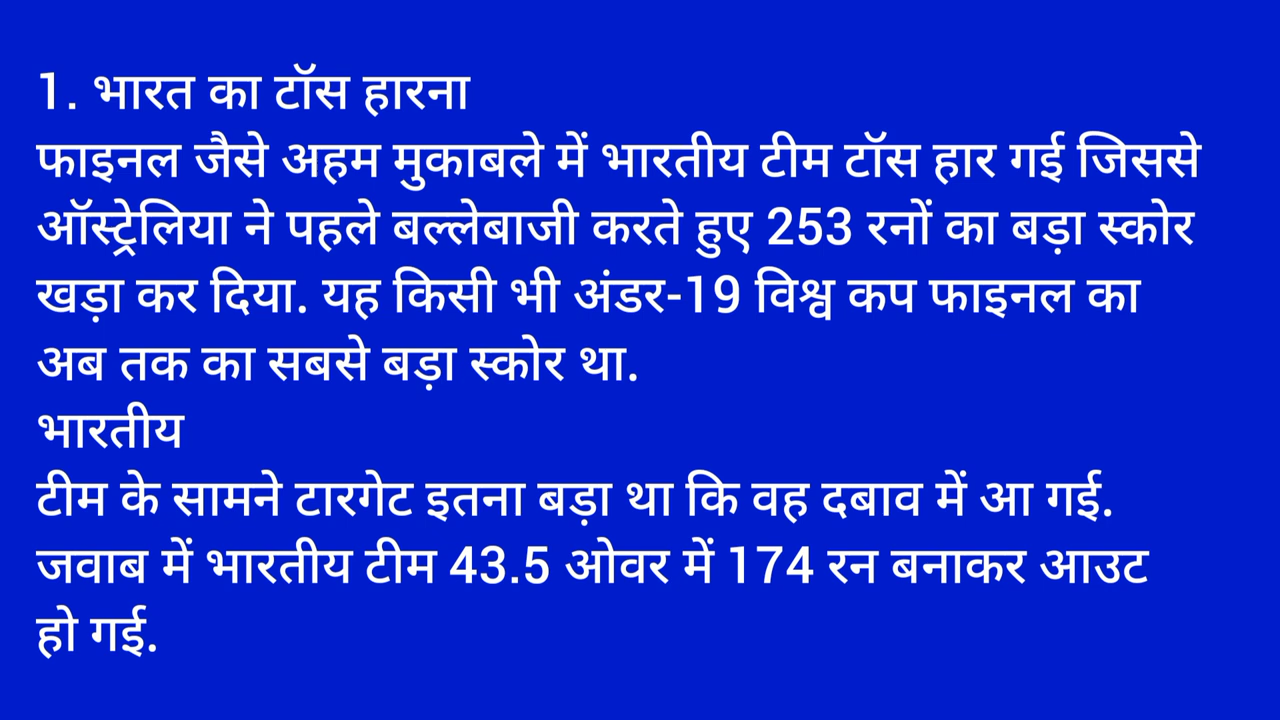 1. भारत का टॉस हारना
फाइनल जैसे अहम मुकाबले में भारतीय टीम टॉस हार गई जिससे
ऑस्ट्रेलिया ने पहले बल्लेबाजी करते हुए 253 रनों का बड़ा स्कोर
खड़ा कर दिया. यह किसी भी अंडर-19 विश्व कप फाइनल का
अब तक का सबसे बड़ा स्कोर था.
भारतीय
टीम के सामने टारगेट इतना बड़ा था कि वह दबाव में आ गई.
जवाब में भारतीय टीम 43.5 ओवर में 174 रन बनाकर आउट
हो गई.